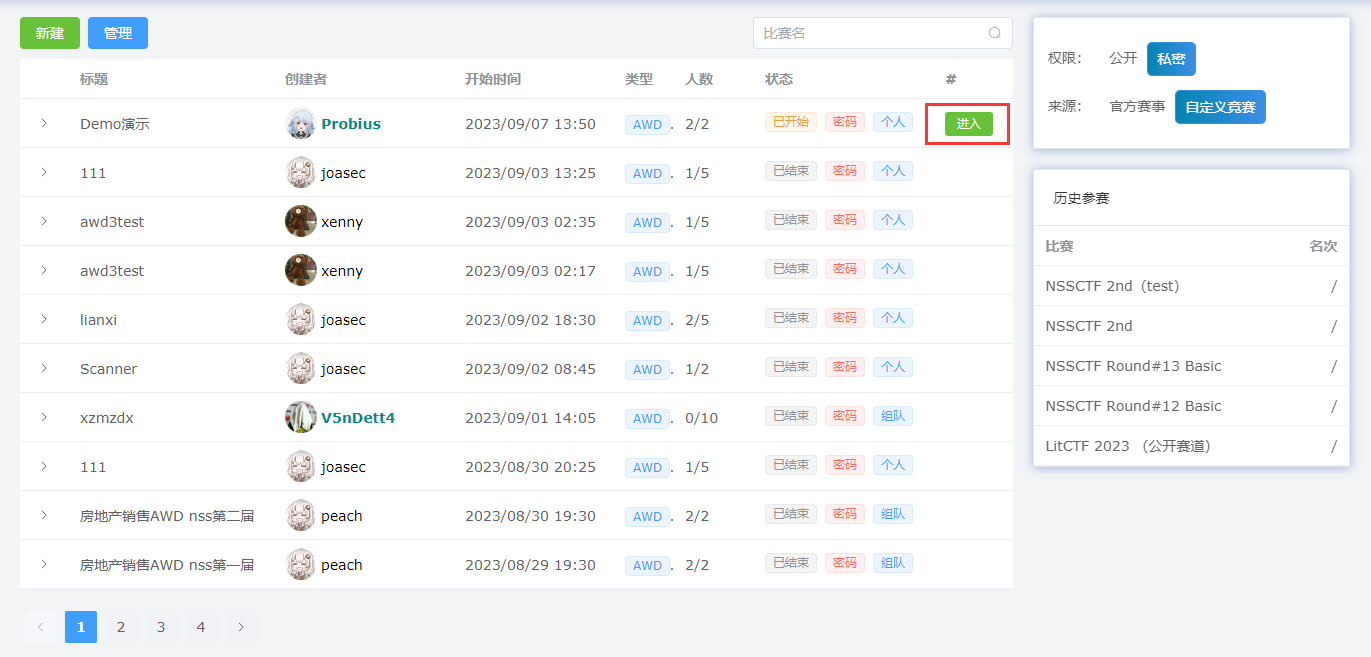 新建 管理 比赛名
标题 创建者 开始时间 类型 人数 状态 #
Demo演示 Probius 2023/09/07 13:50 AWD . 2/2 已开始 密码 个人 进入
111 joasec 2023/09/03 13:25 AWD . 1/5 已结束 密码 个人
awd3test xenny 2023/09/03 02:35 AWD . 1/5 已结束 密码 个人
awd3test xenny 2023/09/03 02:17 AWD . 1/5 已结束 密码 个人
lianxi joasec 2023/09/02 18:30 AWD . 2/5 已结束 密码 个人
Scanner joasec 2023/09/02 08:45 AWD . 1/2 已结束 密码 个人
xzmzdx V5nDett4 2023/09/01 14:05 AWD . 0/10 已结束 密码 组队
111 joasec 2023/08/30 20:25 AWD . 1/5 已结束 密码 个人
房地产销售AWD nss第二届 peach 2023/08/30 19:30 AWD . 2/2 已结束 密码 组队
房地产销售AWD nss第一届 peach 2023/08/29 19:30 AWD . 2/2 已结束 密码 组队
1 2 3 4
权限： 公开 私密
来源： 官方赛事 自定义竞赛
历史参赛
比赛 名次
NSSCTF 2nd（test） /
NSSCTF 2nd /
NSSCTF Round#13 Basic /
NSSCTF Round#12 Basic /
LitCTF 2023 （公开赛道） /